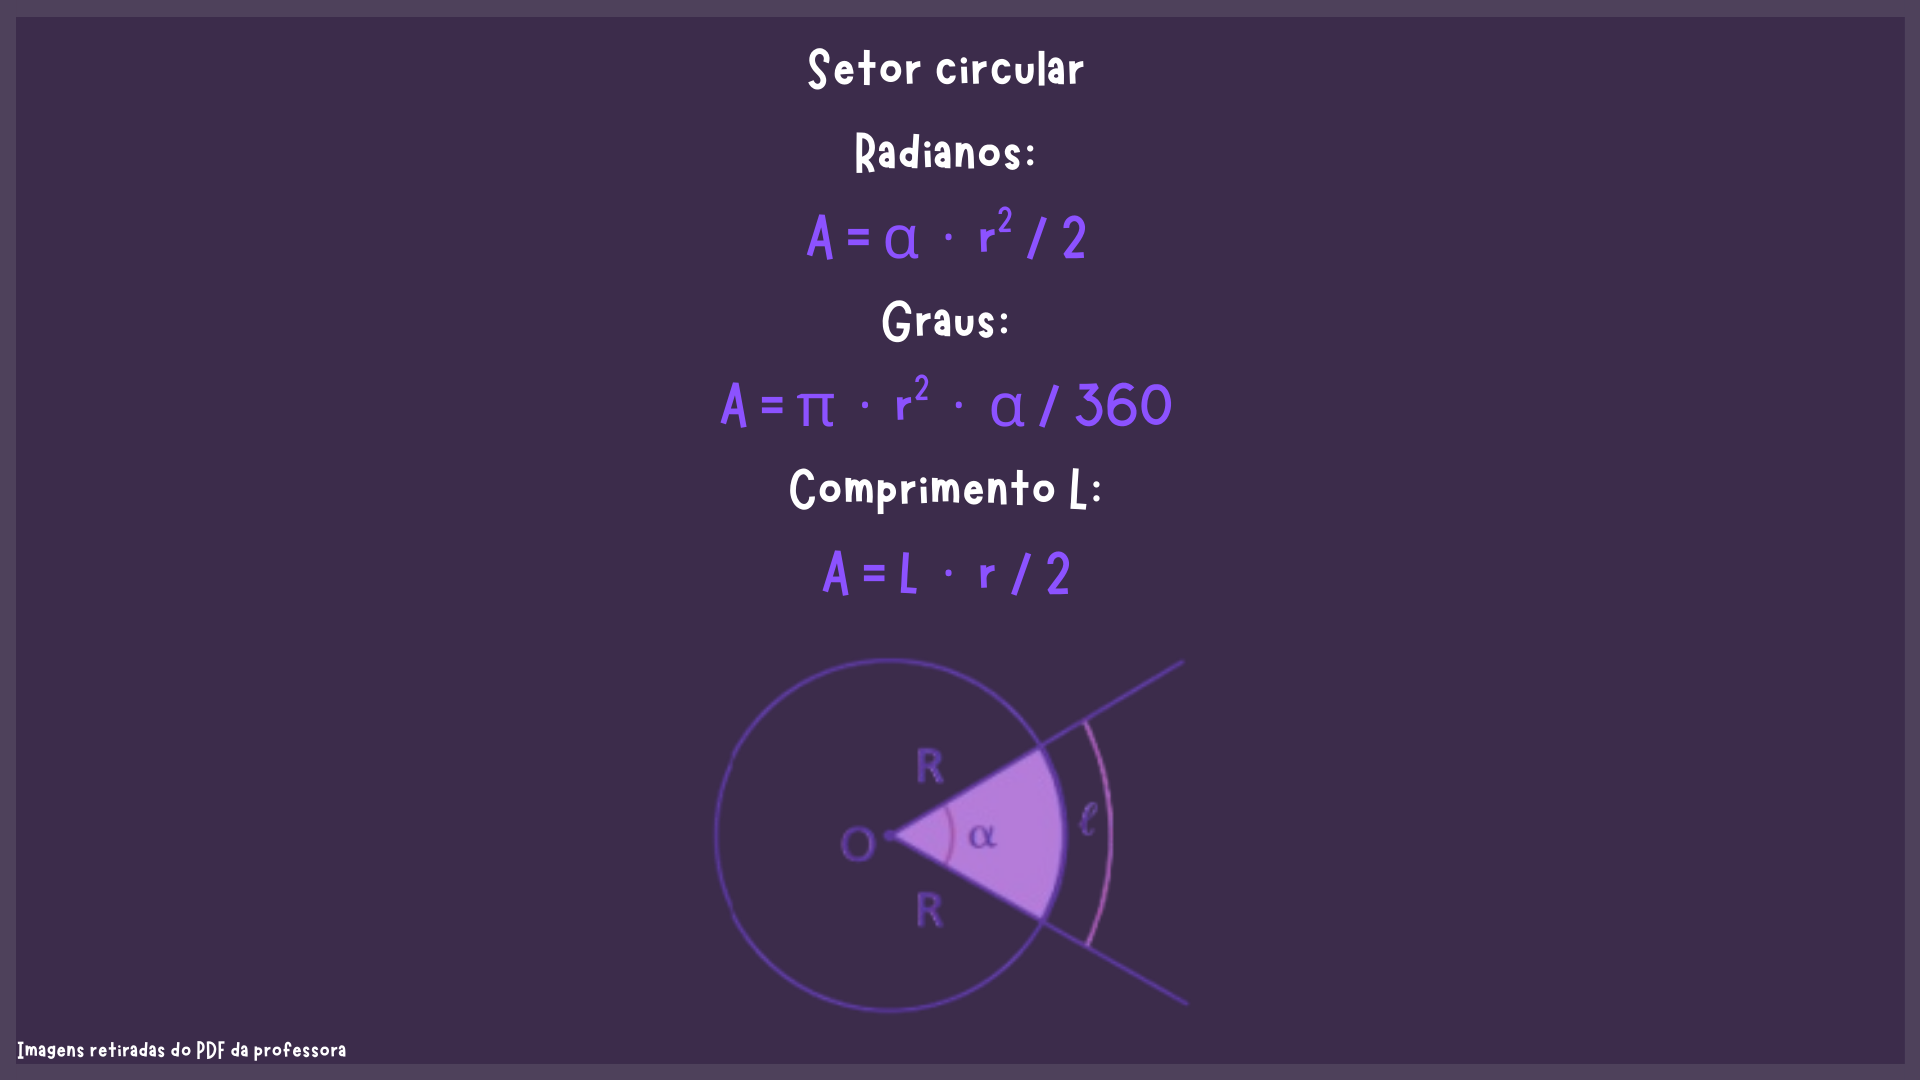 Setor circular
Radianos:
A = α · r² / 2
Graus:
A = π · r² · α / 360
Comprimento L:
A = L · r / 2
R
α
ℓ
O
R
Imagens retiradas do PDF da professora